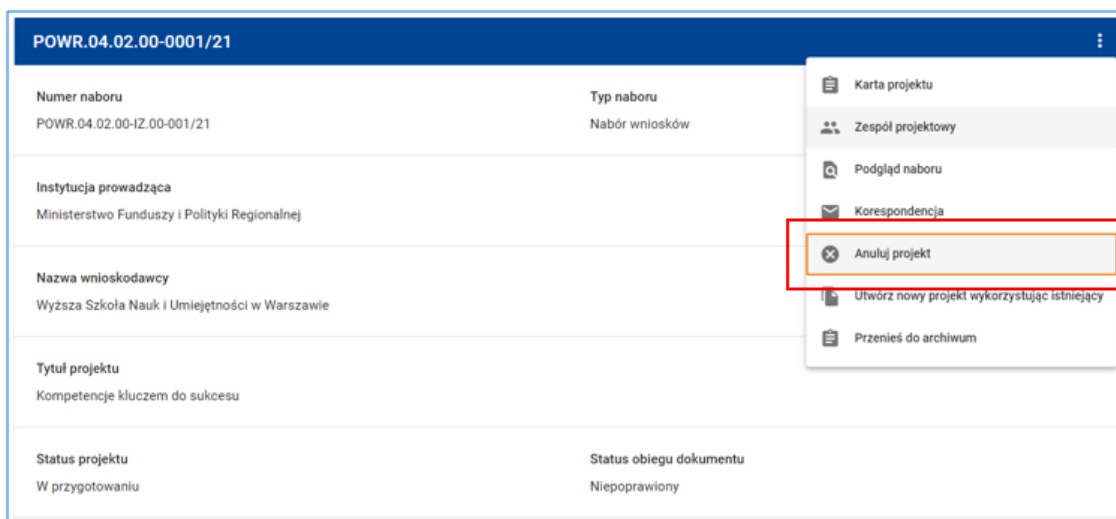 POWR.04.02.00-0001/21
Numer naboru
POWR.04.02.00-IZ.00-001/21
Typ naboru
Nabór wniosków
Instytucja prowadząca
Ministerstwo Funduszy i Polityki Regionalnej
Nazwa wnioskodawcy
Wyższa Szkoła Nauk i Umiejętności w Warszawie
Tytuł projektu
Kompetencje kluczem do sukcesu
Status projektu
W przygotowaniu
Status obiegu dokumentu
Niepoprawiony
Karta projektu
Zespół projektowy
Podgląd naboru
Korespondencja
Anuluj projekt
Utwórz nowy projekt wykorzystując istniejący
Przenieś do archiwum